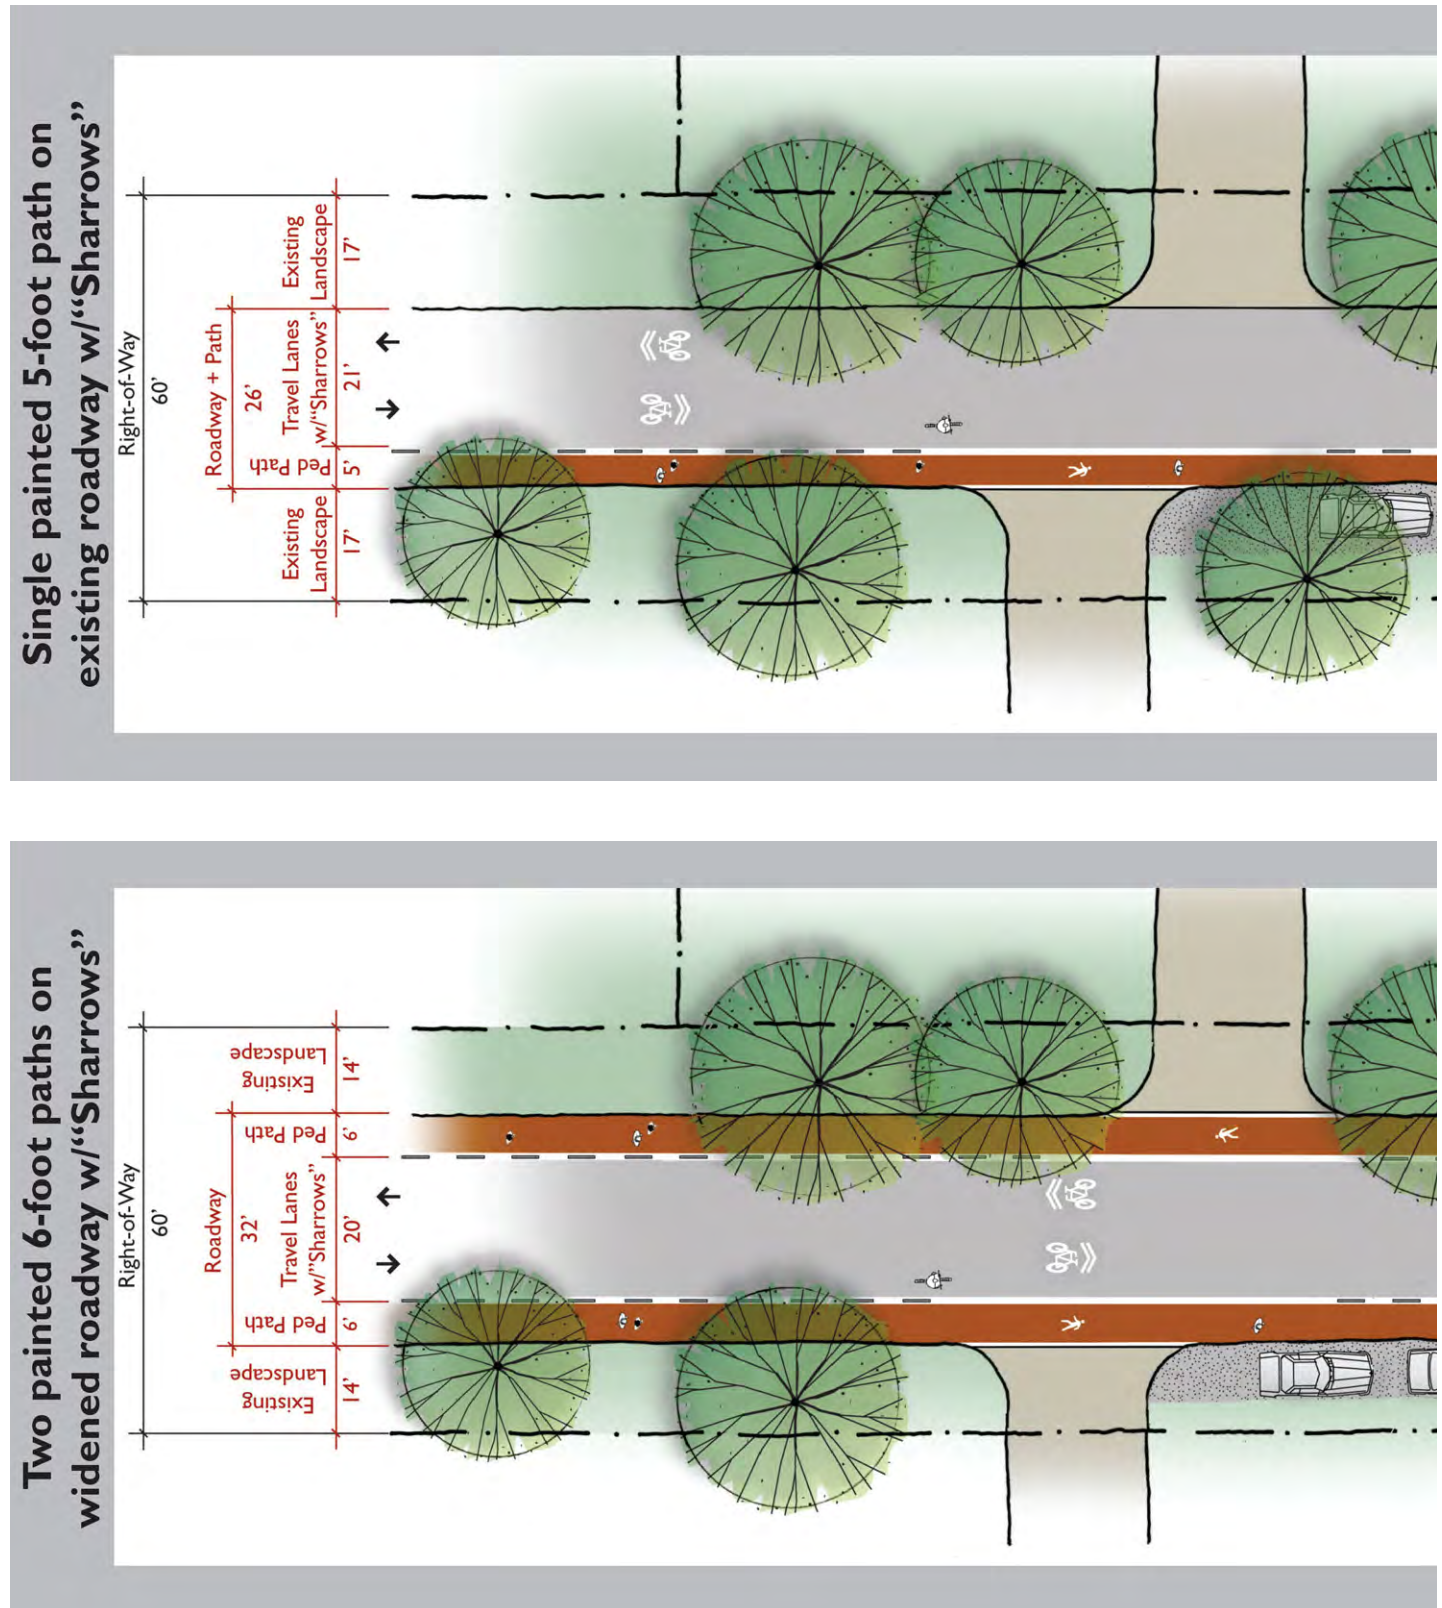 Single painted 5-foot path on
existing roadway w/“Sharrows”
Right-of-Way
60’
Roadway + Path
26’
Existing
Landscape
17’
Ped Path
5’
Travel Lanes
w/“Sharrows”
21’
Existing
Landscape
17’
Two painted 6-foot paths on
widened roadway w/“Sharrows”
Right-of-Way
60’
Roadway
32’
Existing
Landscape
14’
Ped Path
6’
Travel Lanes
w/”Sharrows”
20’
Ped Path
6’
Existing
Landscape
14’